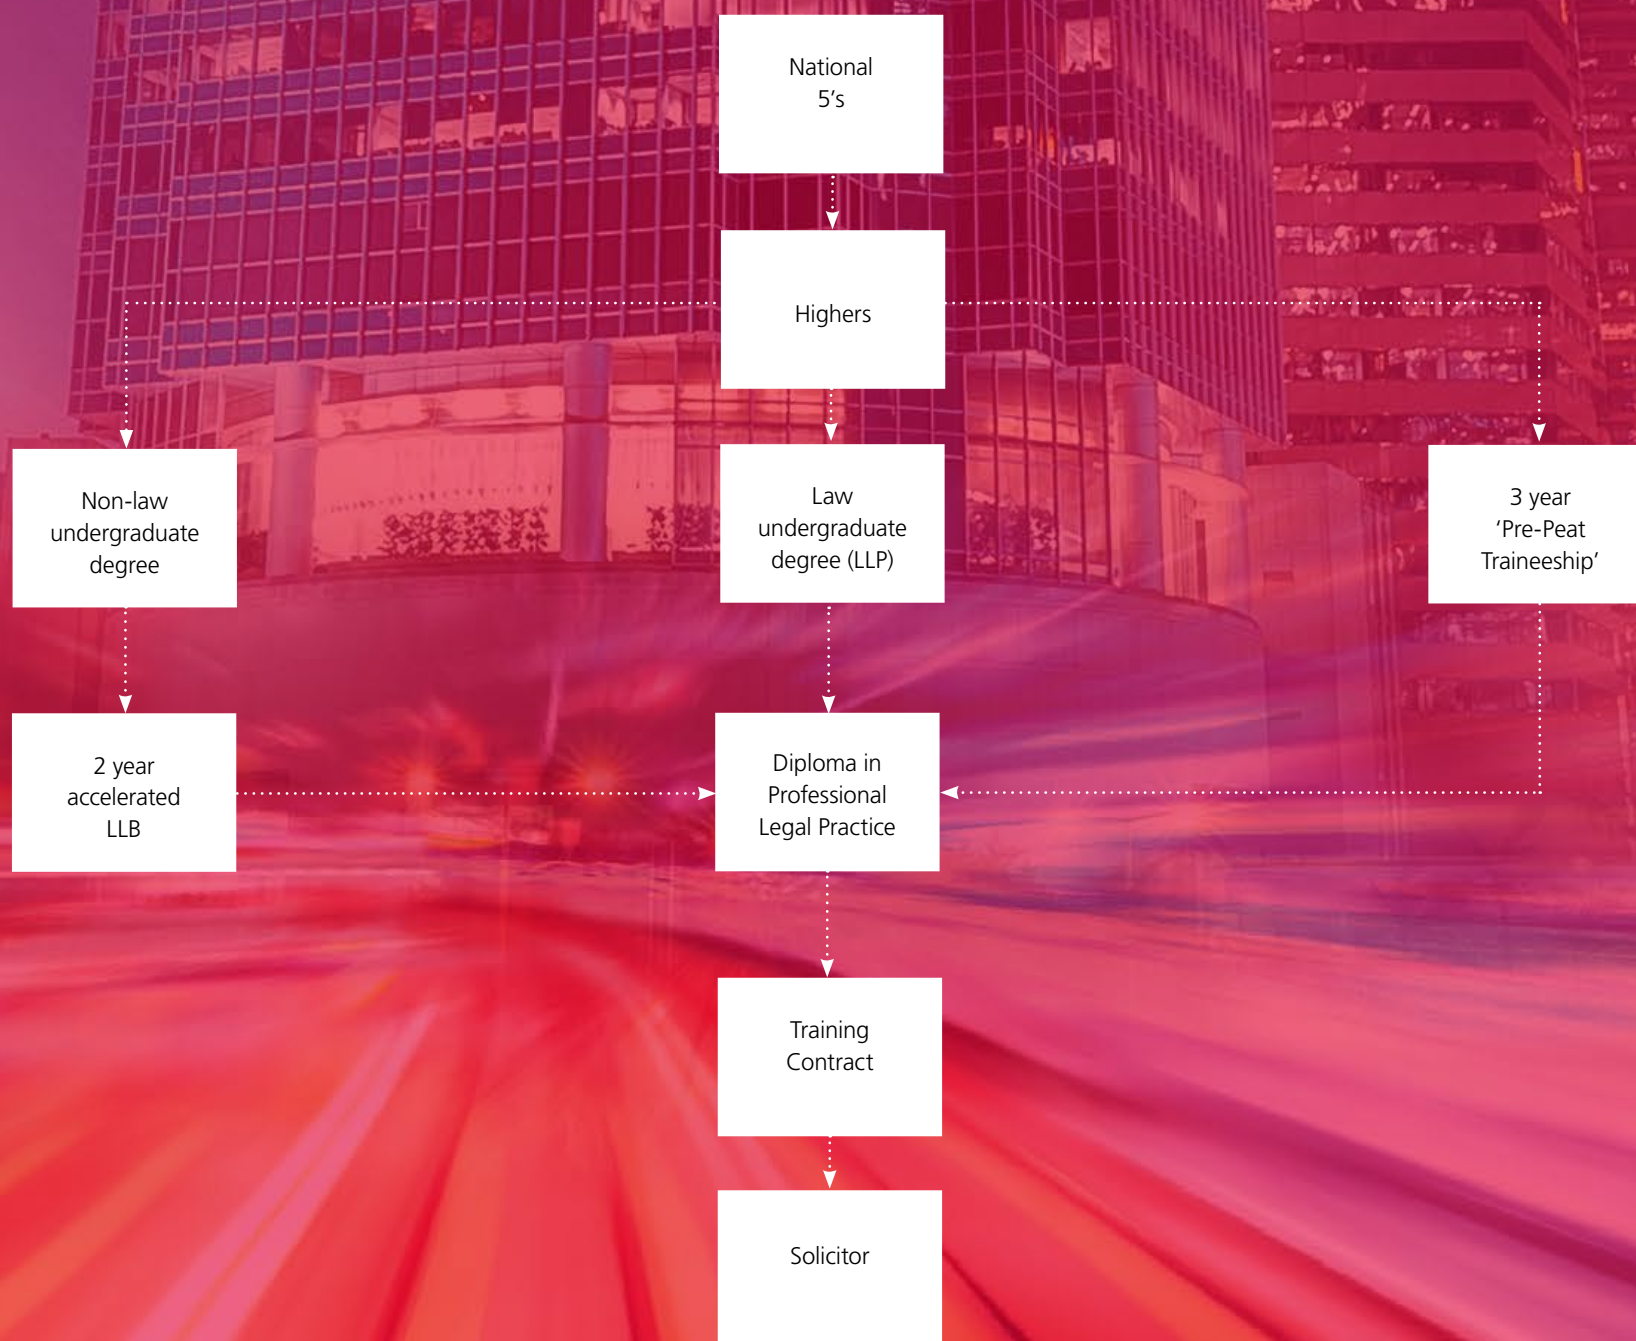 National
5's
Highers
Non-law
undergraduate
degree
Law
undergraduate
degree (LLP)
3 year
‘Pre-Peat
Traineeship’
2 year
accelerated
LLB
Diploma in
Professional
Legal Practice
Training
Contract
Solicitor